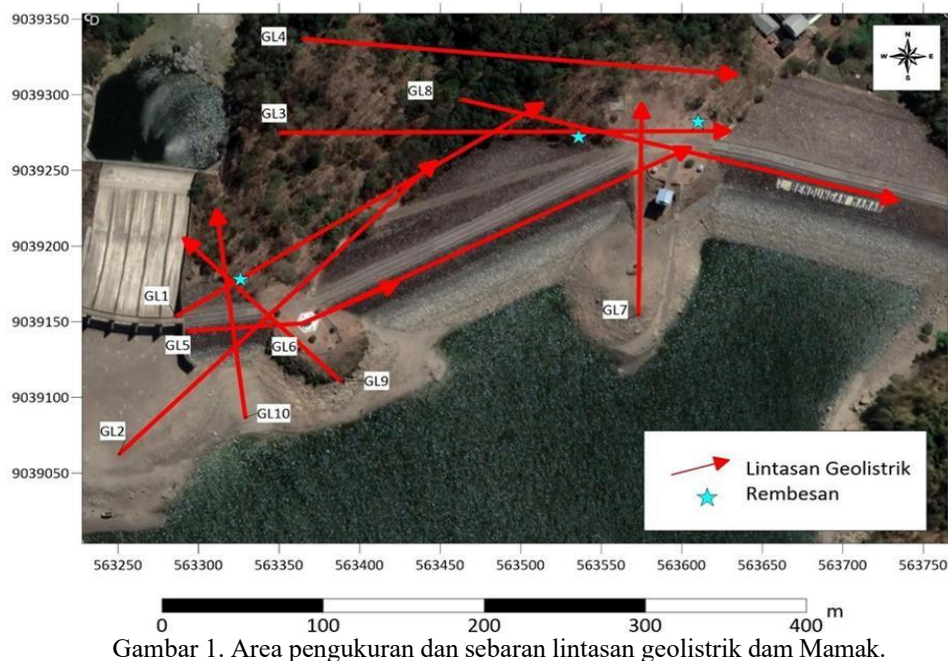 9039350
9039300
9039250
9039200
9039150
9039100
9039050
GL4
N
W E
S
GL8
GL3
BENDUNGAN MAMAK
GL1
GL7
GL5
GL6
GL9
GL10
GL2
Lintasan Geolistrik
Rembesan
563250 563300 563350 563400 563450 563500 563550 563600 563650 563700 563750
0 100 200 300 400 m
Gambar 1. Area pengukuran dan sebaran lintasan geolistrik dam Mamak.